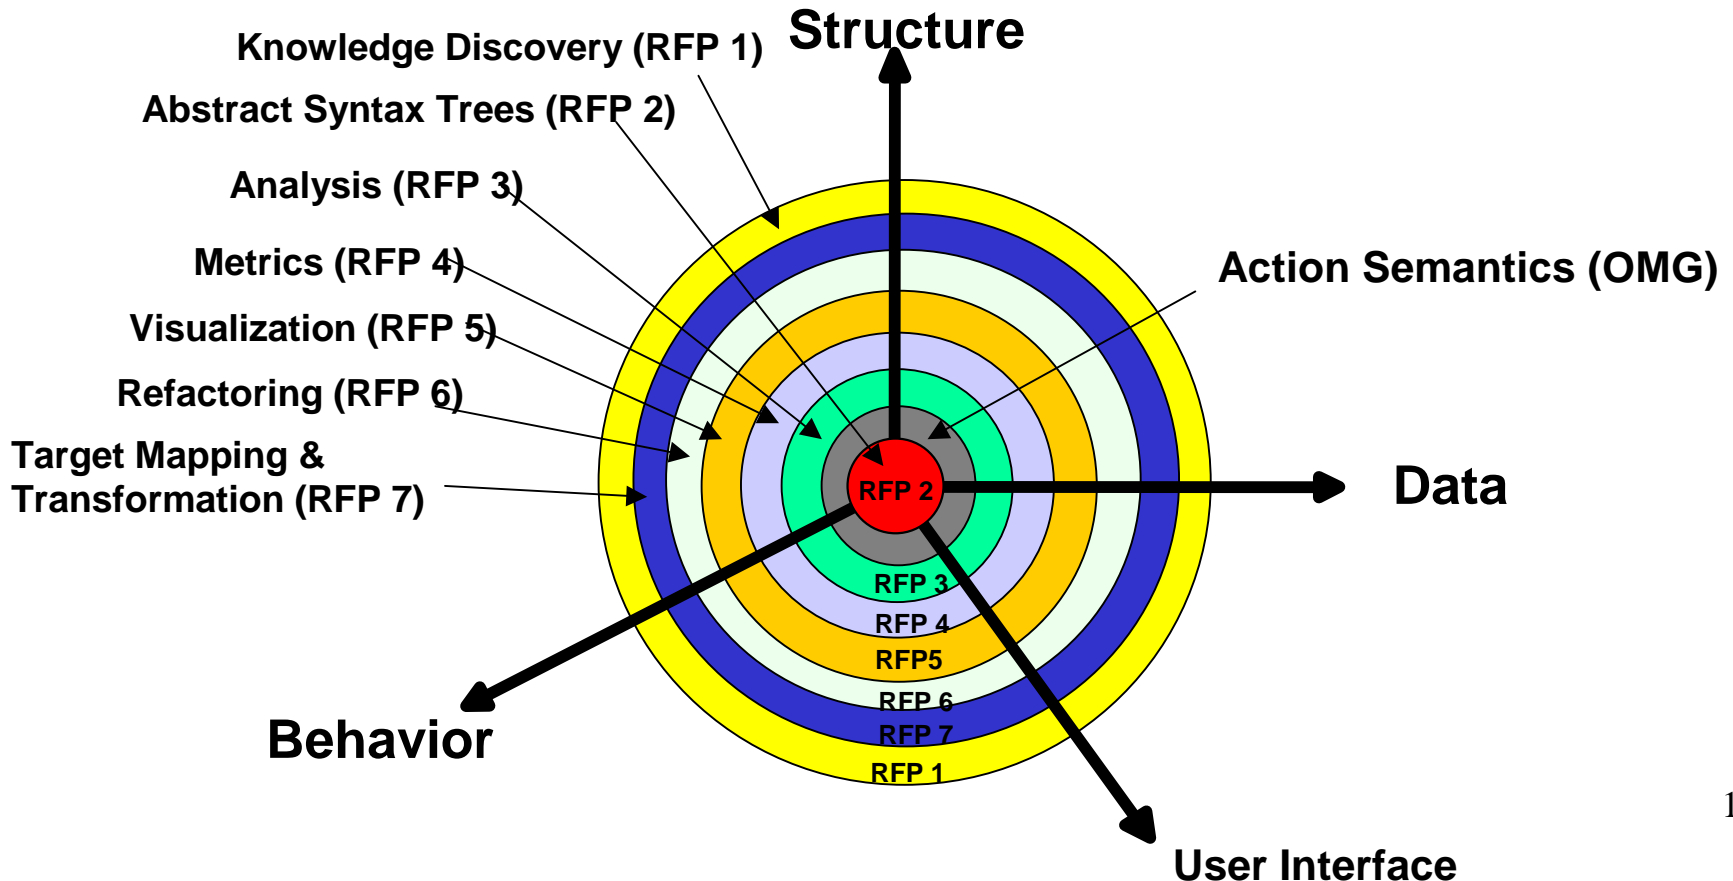 Structure
Knowledge Discovery (RFP 1)
Abstract Syntax Trees (RFP 2)
Analysis (RFP 3)
Metrics (RFP 4)
Action Semantics (OMG)
Visualization (RFP 5)
Refactoring (RFP 6)
Target Mapping &
Transformation (RFP 7)
Data
RFP 2
RFP 3
RFP 4
RFP5
RFP 6
RFP 7
RFP 1
Behavior
User Interface
1